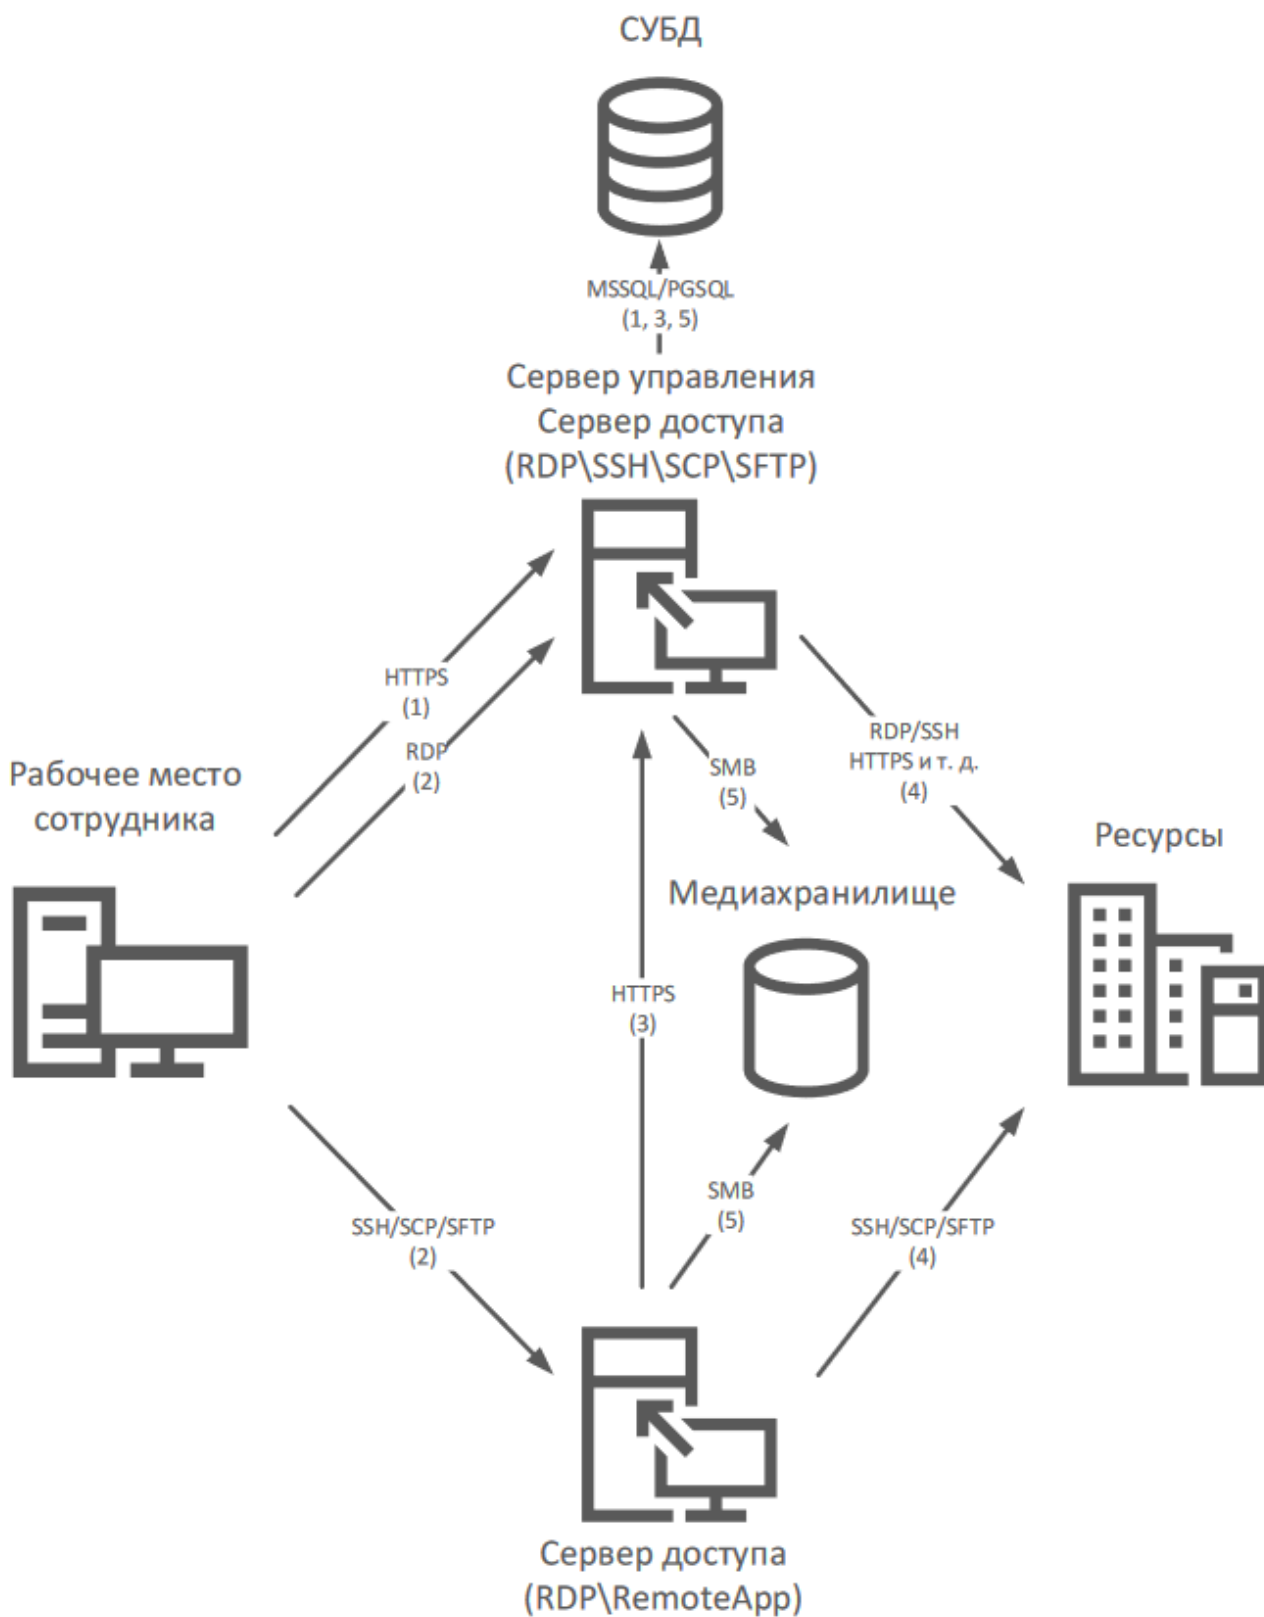 СУБД
MSSQL/PGSQL
(1, 3, 5)
Сервер управления
Сервер доступа
(RDP\SSH\SCP\SFTP)
HTTPS
(1)
RDP
(2)
RDP/SSH
HTTPS и т. д.
(4)
SMB
(5)
Рабочее место
сотрудника
Ресурсы
Медиахранилище
HTTPS
(3)
SMB
(5)
SSH/SCP/SFTP
(2)
SSH/SCP/SFTP
(4)
Сервер доступа
(RDP\RemoteApp)